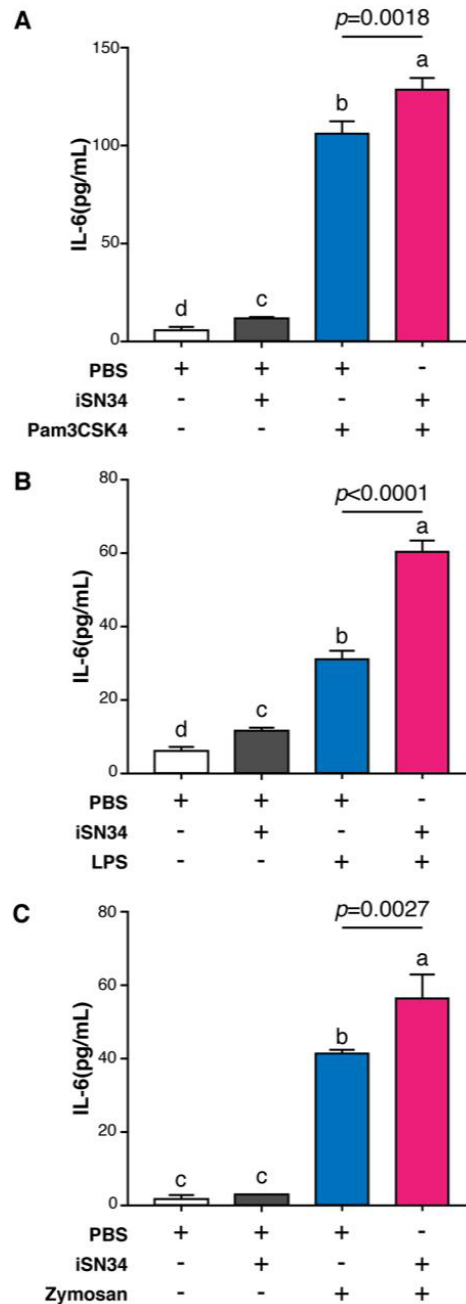 A
p=0.0018
a
b
d
c
150
100
50
0
IL-6(pg/mL)
PBS + + + -
iSN34 - + - +
Pam3CSK4 - - + +
B
p<0.0001
a
b
d
c
80
60
40
20
0
IL-6(pg/mL)
PBS + + + -
iSN34 - + - +
LPS - - + +
C
p=0.0027
a
b
c
c
80
60
40
20
0
IL-6(pg/mL)
PBS + + + -
iSN34 - + - +
Zymosan - - + +